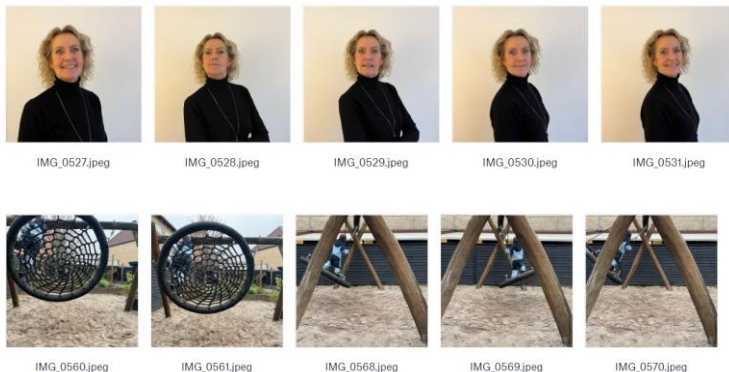 IMG_0527.jpeg
IMG_0528.jpeg
IMG_0529.jpeg
IMG_0530.jpeg
IMG_0531.jpeg
IMG_0560.jpeg
IMG_0561.jpeg
IMG_0568.jpeg
IMG_0569.jpeg
IMG_0570.jpeg